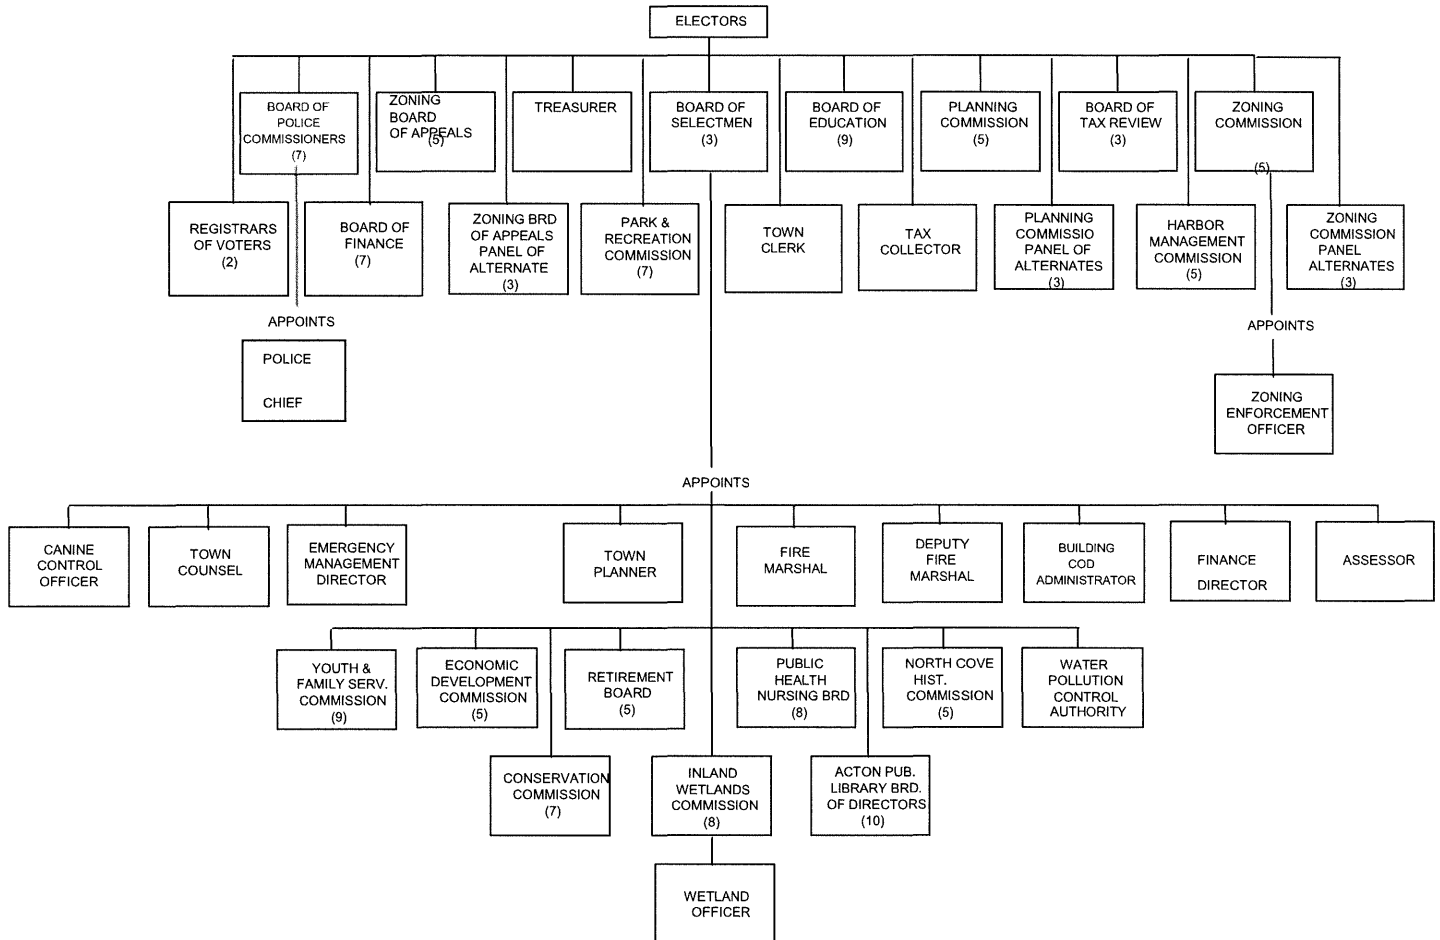 ELECTORS
BOARD OF
POLICE
COMMISSIONERS
(7)
ZONING
BOARD
OF APPEALS
(5)
TREASURER
BOARD OF
SELECTMEN
(3)
BOARD OF
EDUCATION
(9)
PLANNING
COMMISSION
(5)
BOARD OF
TAX REVIEW
(3)
ZONING
COMMISSION
(5)
REGISTRARS
OF VOTERS
(2)
BOARD OF
FINANCE
(7)
ZONING BRD
OF APPEALS
PANEL OF
ALTERNATE
(3)
PARK &
RECREATION
COMMISSION
(7)
TOWN
CLERK
TAX
COLLECTOR
PLANNING
COMMISSIO
PANEL OF
ALTERNATES
(3)
HARBOR
MANAGEMENT
COMMISSION
(5)
ZONING
COMMISSION
PANEL
ALTERNATES
(3)
APPOINTS
POLICE
CHIEF
APPOINTS
ZONING
ENFORCEMENT
OFFICER
APPOINTS
CANINE
CONTROL
OFFICER
TOWN
COUNSEL
EMERGENCY
MANAGEMENT
DIRECTOR
TOWN
PLANNER
FIRE
MARSHAL
DEPUTY
FIRE
MARSHAL
BUILDING
COD
ADMINISTRATOR
FINANCE
DIRECTOR
ASSESSOR
YOUTH &
FAMILY SERV.
COMMISSION
(9)
ECONOMIC
DEVELOPMENT
COMMISSION
(5)
RETIREMENT
BOARD
(5)
PUBLIC
HEALTH
NURSING BRD
(8)
NORTH COVE
HIST.
COMMISSION
(5)
WATER
POLLUTION
CONTROL
AUTHORITY
CONSERVATION
COMMISSION
(7)
INLAND
WETLANDS
COMMISSION
(8)
ACTON PUB.
LIBRARY BRD.
OF DIRECTORS
(10)
WETLAND
OFFICER